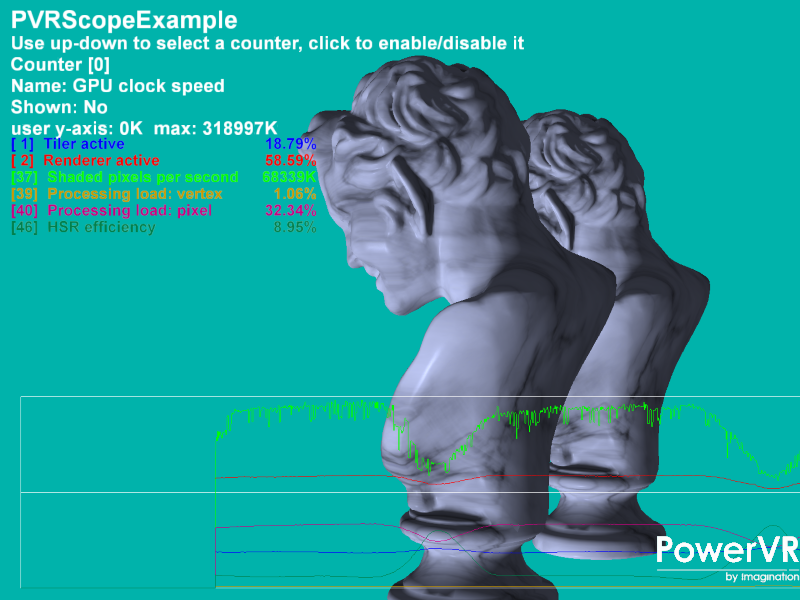 PVRScopeExample
Use up-down to select a counter, click to enable/disable it
Counter [0]
Name: GPU clock speed
Shown: No
user y-axis: 0K  max: 318997K
[ 1] Tiler active 18.79%
[ 2] Renderer active 58.59%
[37] Shaded pixels per second 68339K
[39] Processing load: vertex 1.06%
[40] Processing load: pixel 32.34%
[46] HSR efficiency 8.95%
PowerVR
by Imagination